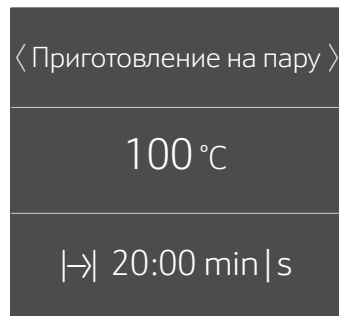 〈 Приготовление на пару 〉
100 °C
|→| 20:00 min|s